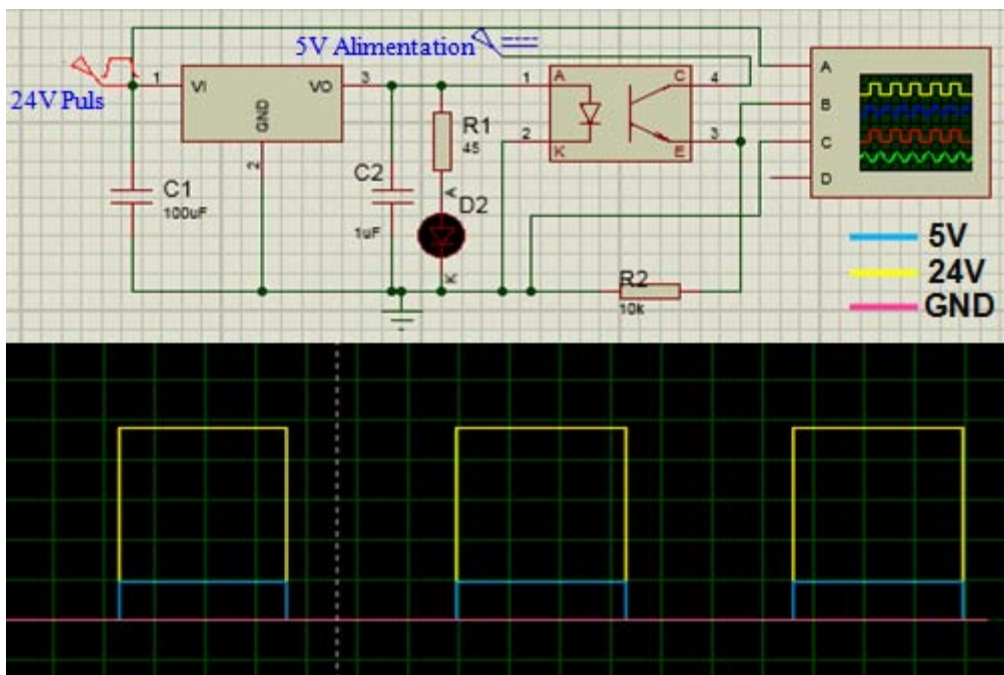 5V Alimentation
24V Puls
1
VI
VO
3
GND
2
C1
100uF
C2
1uF
R1
45
A
D2
K
1
A
C
4
2
K
E
3
R2
10k
A
B
C
D
5V
24V
GND